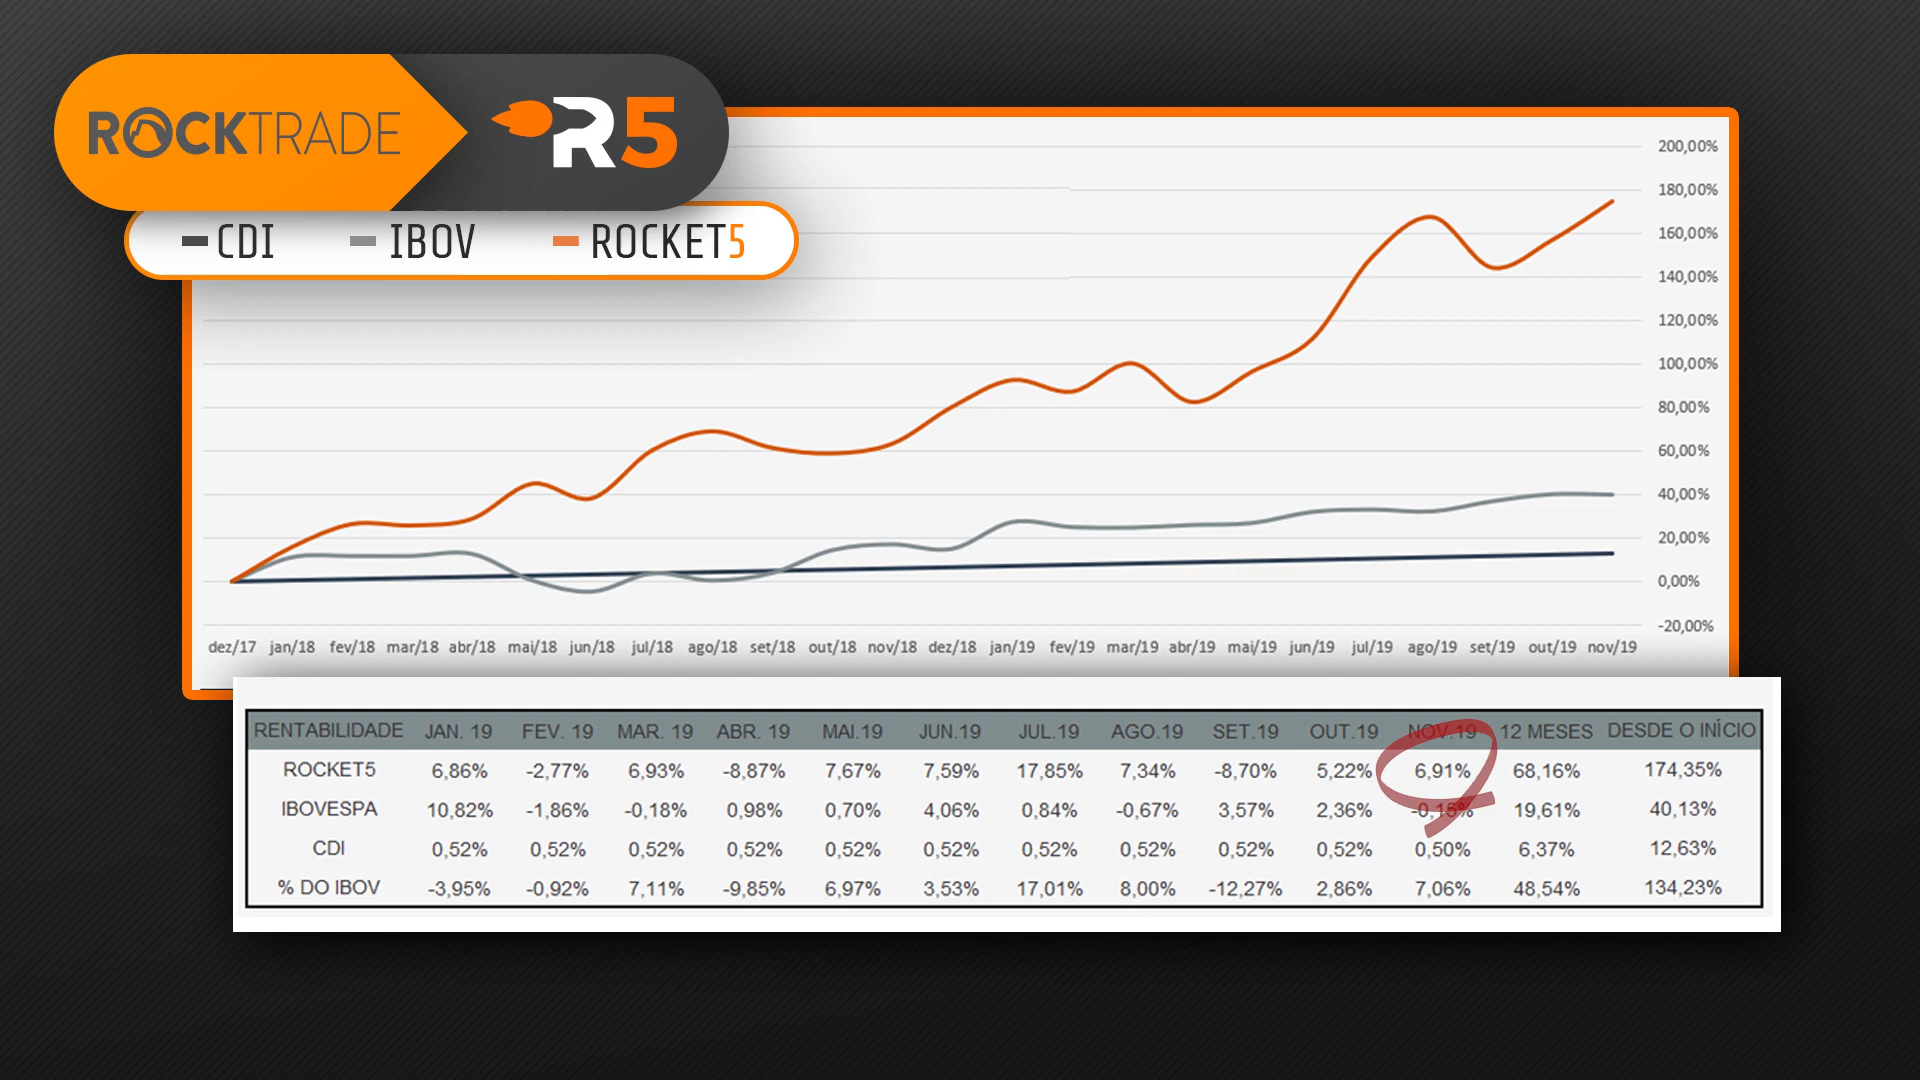 ROCKTRADE R5
CDI IBOV ROCKET5
200,00%
180,00%
160,00%
140,00%
120,00%
100,00%
80,00%
60,00%
40,00%
20,00%
0,00%
-20,00%
dez/17 jan/18 fev/18 mar/18 abr/18 mai/18 jun/18 jul/18 ago/18 set/18 out/18 nov/18 dez/18 jan/19 fev/19 mar/19 abr/19 mai/19 jun/19 jul/19 ago/19 set/19 out/19 nov/19
RENTABILIDADE JAN. 19 FEV. 19 MAR. 19 ABR. 19 MAI.19 JUN.19 JUL.19 AGO.19 SET.19 OUT.19 NOV.19 12 MESES DESDE O INÍCIO
ROCKET5 6,86% -2,77% 6,93% -8,87% 7,67% 7,59% 17,85% 7,34% -8,70% 5,22% 6,91% 68,16% 174,35%
IBOVESPA 10,82% -1,86% -0,18% 0,98% 0,70% 4,06% 0,84% -0,67% 3,57% 2,36% 19,61% 40,13%
CDI 0,52% 0,52% 0,52% 0,52% 0,52% 0,52% 0,52% 0,52% 0,52% 0,52% 0,50% 6,37% 12,63%
% DO IBOV -3,95% -0,92% 7,11% -9,85% 6,97% 3,53% 17,01% 8,00% -12,27% 2,86% 7,06% 48,54% 134,23%